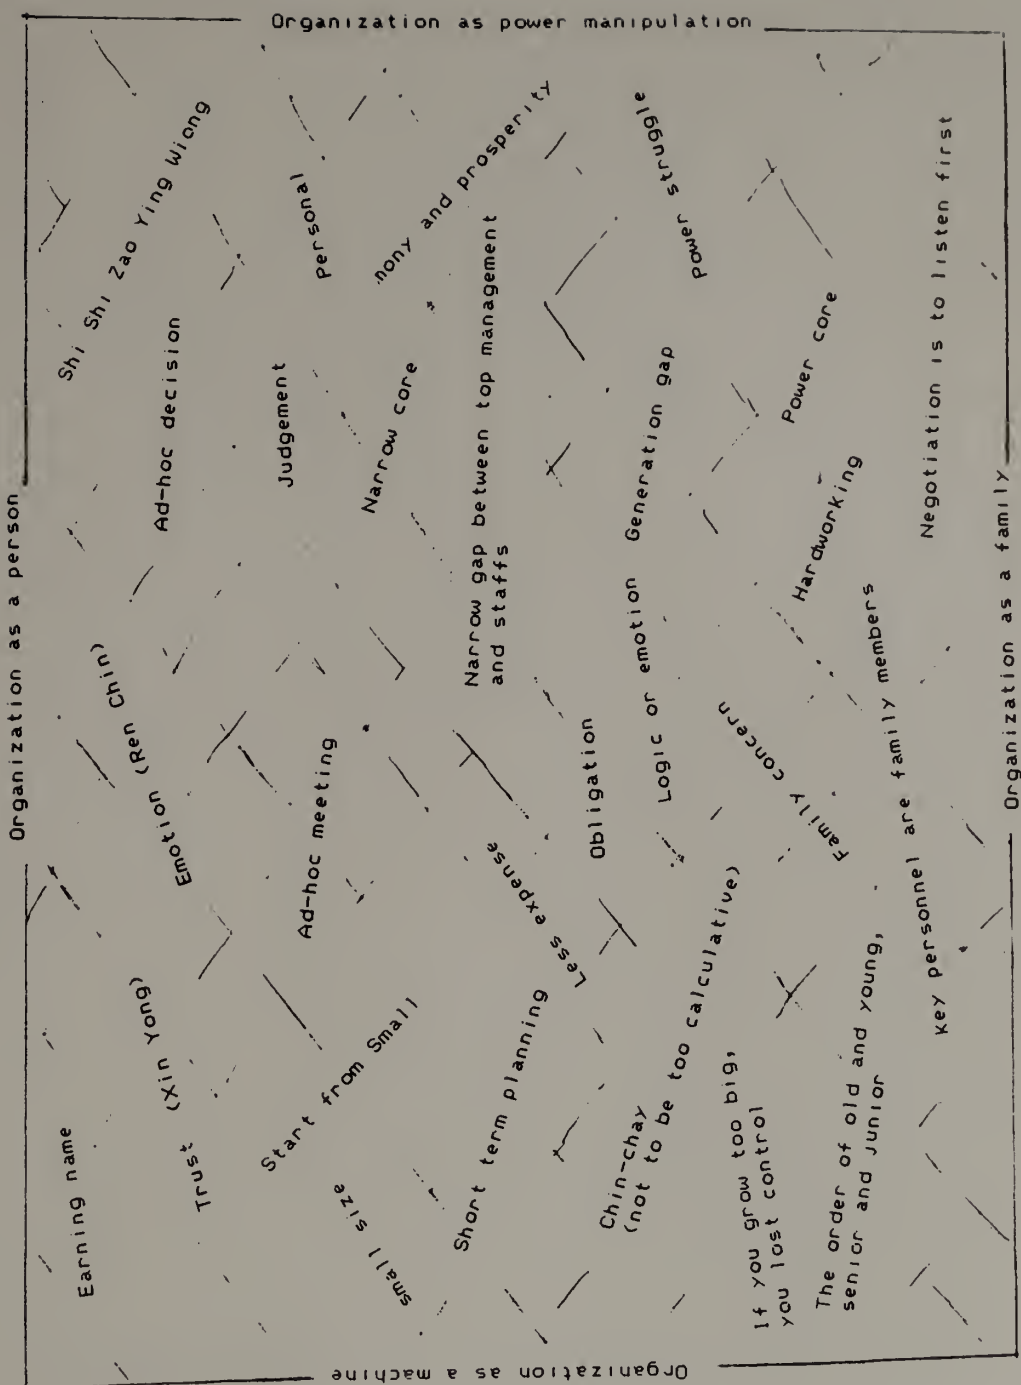 Organization as power manipulation
Organization as a person
Shi Shi Zao Ying Wiong
personal
mony and prosperity
power struggle
Negotiation is to listen first
Ad-hoc decision
Judgement
Narrow core
Narrow gap between top management
and staffs
Generation gap
Power core
Hardworking
Emotion (Ren Chin)
Ad-hoc meeting
Obligation
Logic or emotion
Family concern
Key personnel are family members
Organization as a family
Earning name
Trust (Xin Yong)
Start from Small
small size
Short term planning
Less expense
Chin-chay
(not to be too calculative)
If you grow too big,
you lost control
The order of old and young,
senior and junior
Organization as a machine